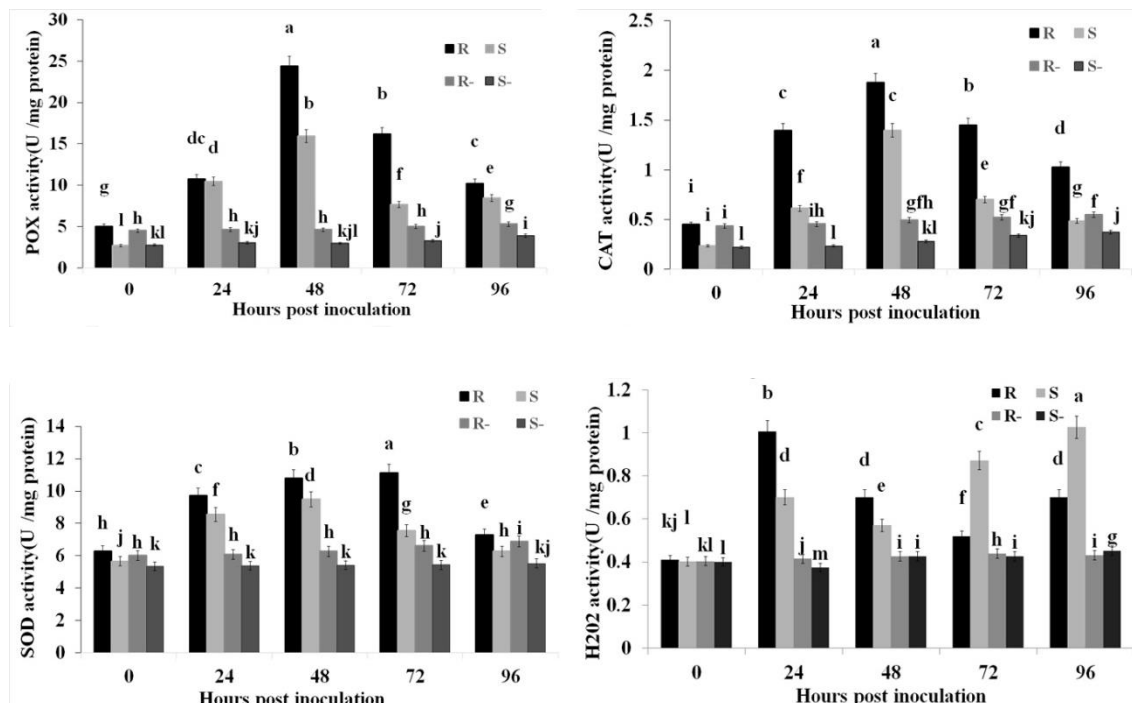 POX activity(U /mg protein)
30
25
20
15
10
5
0
R S
R- S-
g l h kl
dc d h kj
a b h kjl
b f h j
c e g i
0 24 48 72 96
Hours post inoculation
CAT activity(U /mg protein)
2.5
2
1.5
1
0.5
0
R S
R- S-
i i i l
c f ih l
a c gfh l
b e gf kj
d g f j
0 24 48 72 96
Hours post inoculation
SOD activity(U /mg protein)
14
12
10
8
6
4
2
0
R S
R- S-
h j h k
c f h k
b d h k
a g h k
e h i kj
0 24 48 72 96
Hours post inoculation
H202 activity(U /mg protein)
1.2
1
0.8
0.6
0.4
0.2
0
R S
R- S-
kj l kl l
b d j m
d e i i
f c h i
d a i g
0 24 48 72 96
Hours post inoculation